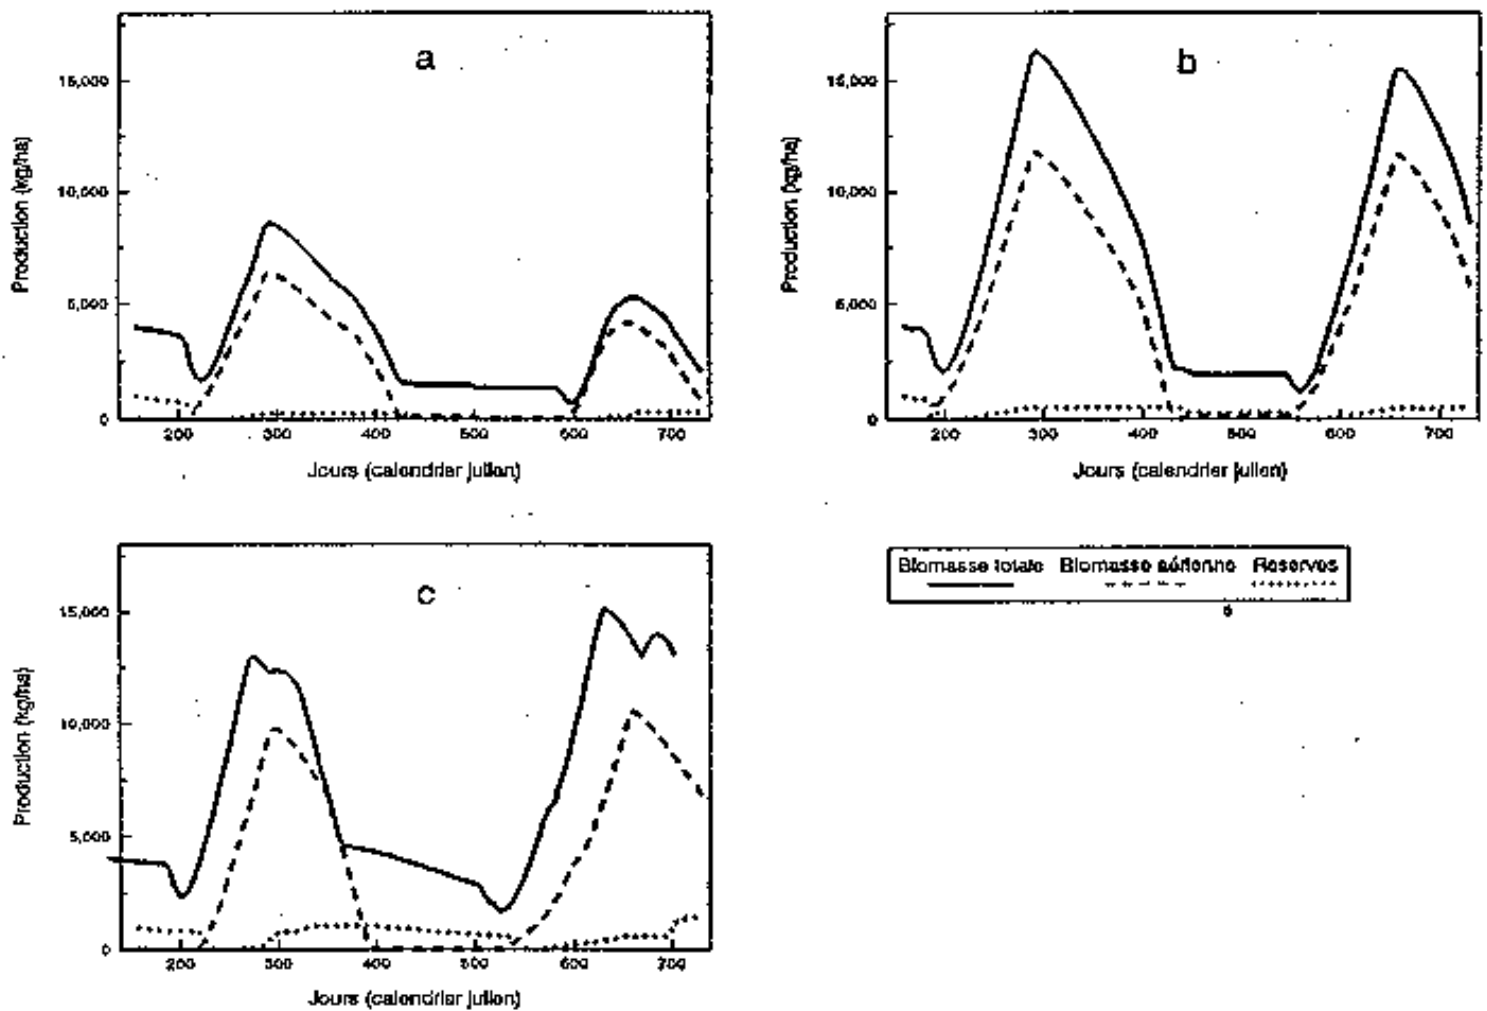 a
Production (kg/ha)
15,000
10,000
5,000
0
200 300 400 500 600 700
Jours (calendrier julien)
b
Production (kg/ha)
15,000
10,000
5,000
0
200 300 400 500 600 700
Jours (calendrier julien)
c
Production (kg/ha)
15,000
10,000
5,000
0
200 300 400 500 600 700
Jours (calendrier julien)
Biomasse totale Biomasse aérienne Reserves